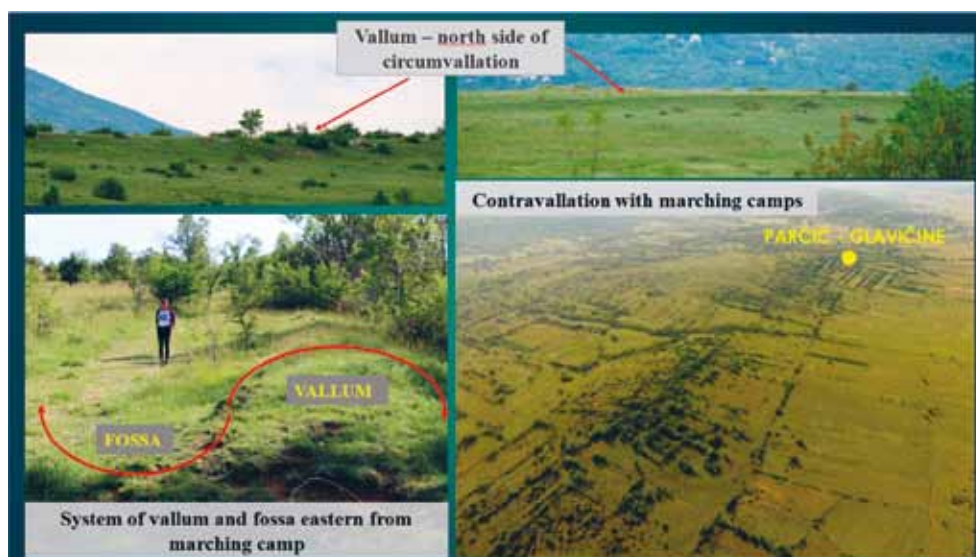 Vallum – north side of
circumvallation
Contravallation with marching camps
PARČIĆ - GLAVIČINE
VALLUM
FOSSA
System of vallum and fossa eastern from
marching camp